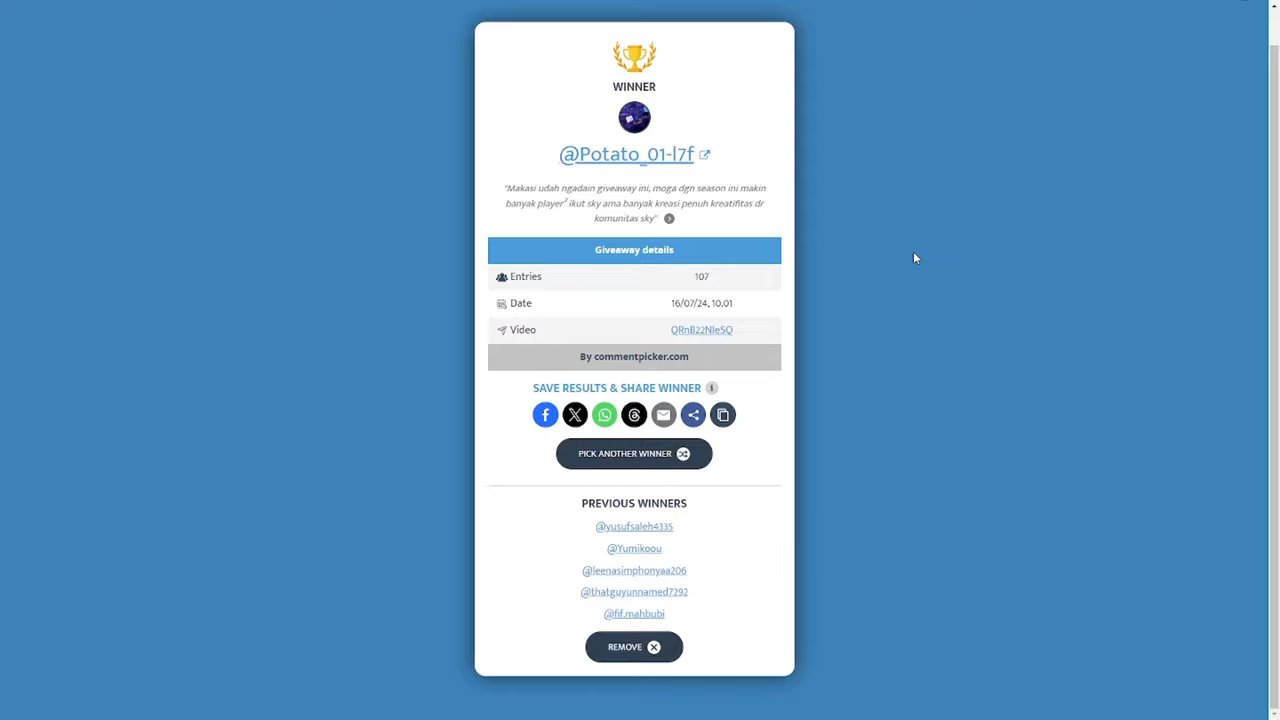 WINNER
@Potato_01-l7f
"Makasi udah ngadain giveaway ini, moga dgn season ini makin
banyak player² ikut sky ama banyak kreasi penuh kreatifitas dr
komunitas sky"
Giveaway details
Entries 107
Date 16/07/24, 10.01
Video QRnB22NIe5Q
By commentpicker.com
SAVE RESULTS & SHARE WINNER
PICK ANOTHER WINNER
PREVIOUS WINNERS
@yusufsaleh4335
@Yumikoou
@leenasimphonyaa206
@thatguyunnamed7292
@fif.mahbubi
REMOVE